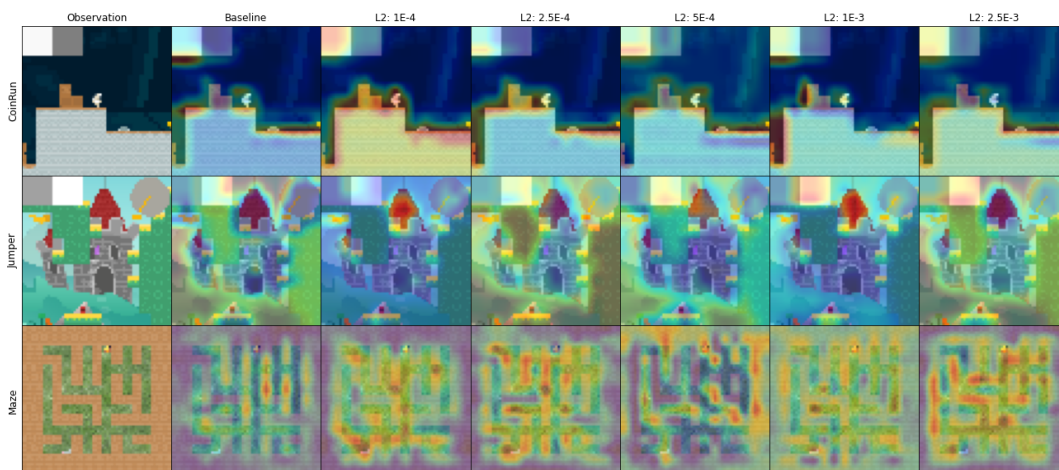 Observation
Baseline
L2: 1E-4
L2: 2.5E-4
L2: 5E-4
L2: 1E-3
L2: 2.5E-3
CoinRun
Jumper
Maze